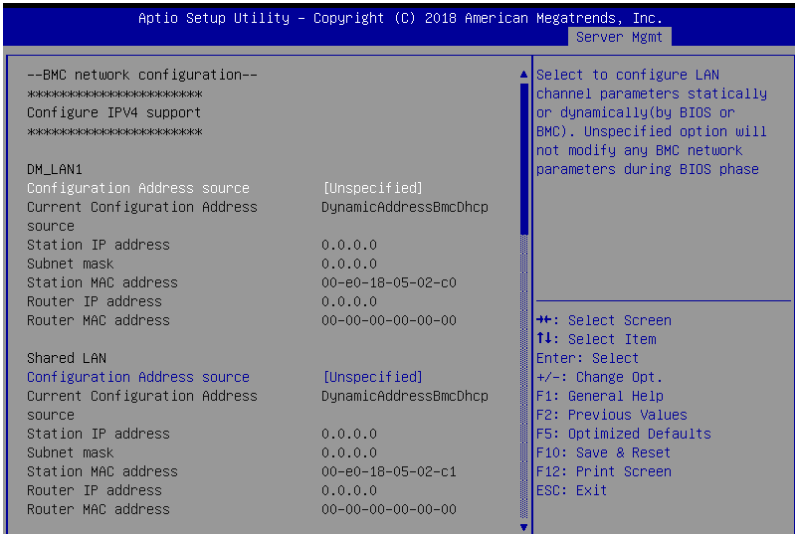 Aptio Setup Utility – Copyright (C) 2018 American Megatrends, Inc.
Server Mgmt
--BMC network configuration--
***********************
Configure IPV4 support
***********************
DM_LAN1
Configuration Address source [Unspecified]
Current Configuration Address DynamicAddressBmcDhcp
source
Station IP address 0.0.0.0
Subnet mask 0.0.0.0
Station MAC address 00-e0-18-05-02-c0
Router IP address 0.0.0.0
Router MAC address 00-00-00-00-00-00
Shared LAN
Configuration Address source [Unspecified]
Current Configuration Address DynamicAddressBmcDhcp
source
Station IP address 0.0.0.0
Subnet mask 0.0.0.0
Station MAC address 00-e0-18-05-02-c1
Router IP address 0.0.0.0
Router MAC address 00-00-00-00-00-00
Select to configure LAN
channel parameters statically
or dynamically(by BIOS or
BMC). Unspecified option will
not modify any BMC network
parameters during BIOS phase
→←: Select Screen
↑↓: Select Item
Enter: Select
+/-: Change Opt.
F1: General Help
F2: Previous Values
F5: Optimized Defaults
F10: Save & Reset
F12: Print Screen
ESC: Exit